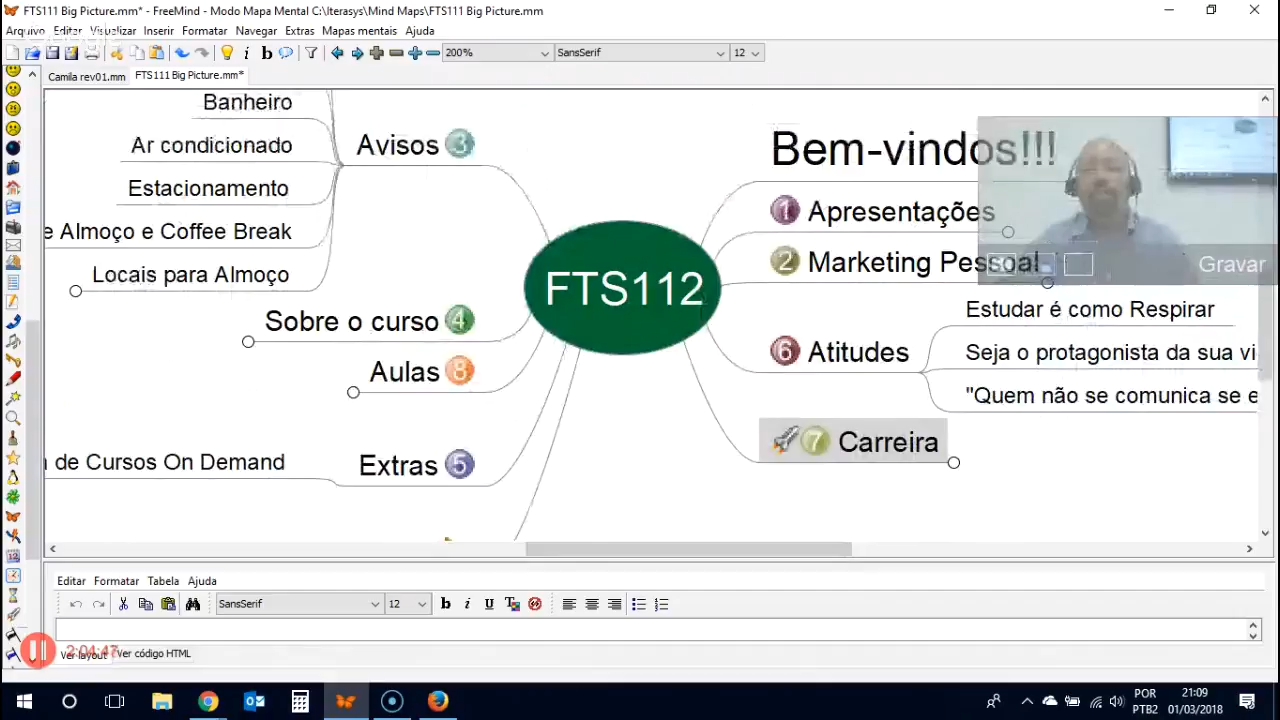 FTS111 Big Picture.mm* - FreeMind - Modo Mapa Mental C:\Iterasys\Mind Maps\FTS111 Big Picture.mm
Arquivo Editar Visualizar Inserir Formatar Navegar Extras Mapas mentais Ajuda
200% SansSerif 12
Camila rev01.mm FTS111 Big Picture.mm*
Banheiro
Ar condicionado
Estacionamento
e Almoço e Coffee Break
Locais para Almoço
Avisos 3
Sobre o curso 4
Aulas 8
de Cursos On Demand
Extras 5
FTS112
Bem-vindos!!!
1 Apresentações
2 Marketing Pessoal
Gravar
6 Atitudes
Estudar é como Respirar
Seja o protagonista da sua vi
"Quem não se comunica se e
7 Carreira
Editar Formatar Tabela Ajuda
SansSerif 12 b i U
2:04:47
Ver layout Ver código HTML
POR
PTB2
21:09
01/03/2018